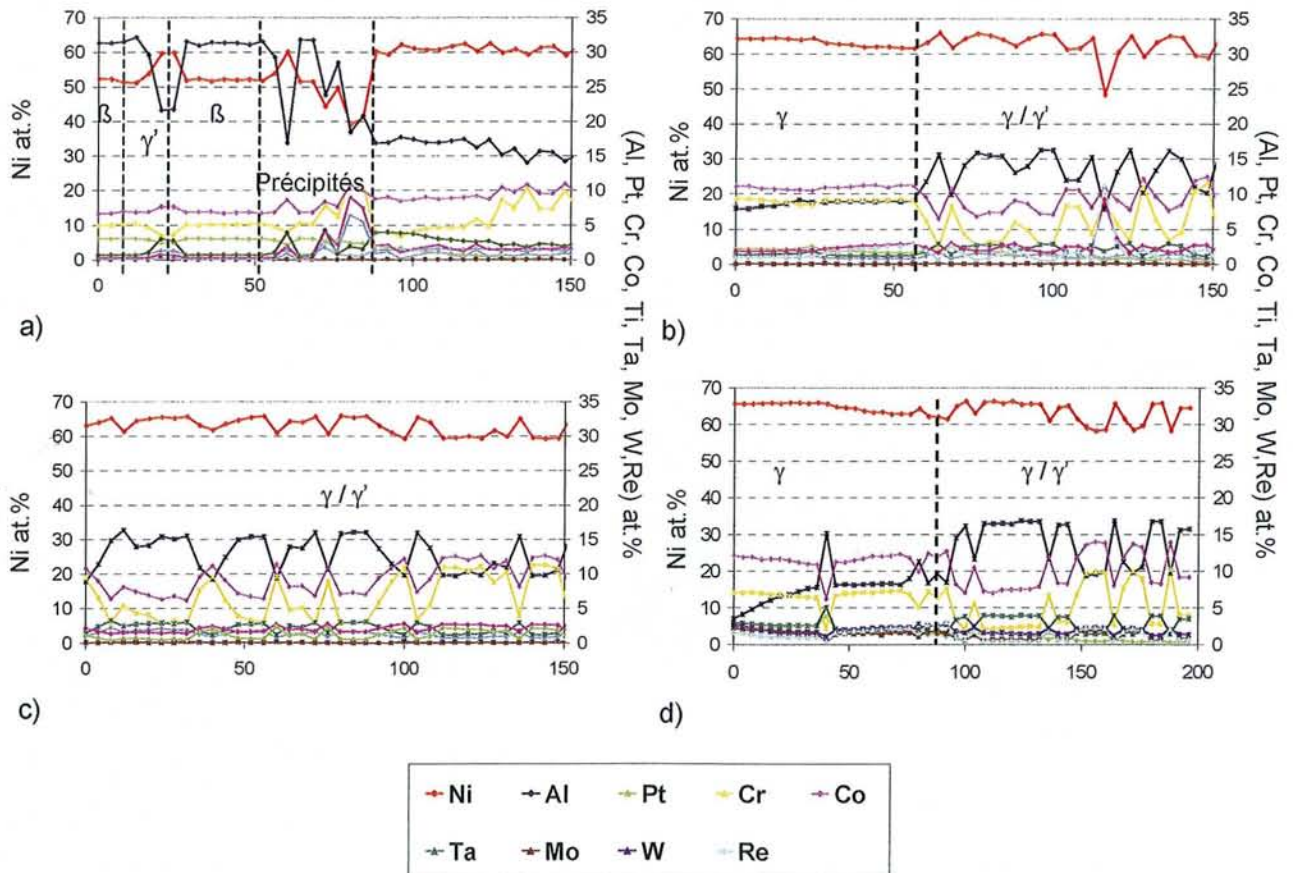 70 35 70 35
60 30 60 30
50 25 50 25
40 20 40 20
30 15 30 15
20 10 20 10
10 5 10 5
0 0 0 0
Ni at.%
ß γ' ß
Précipités
0 50 100 150
a)
Ni at.%
γ γ / γ'
0 50 100 150
b)
(Al, Pt, Cr, Co, Ti, Ta, Mo, W, Re) at.%
(Al, Pt, Cr, Co, Ti, Ta, Mo, W,Re) at.%
70 35 70 35
60 30 60 30
50 25 50 25
40 20 40 20
30 15 30 15
20 10 20 10
10 5 10 5
0 0 0 0
Ni at.%
γ / γ'
0 50 100 150
c)
Ni at.%
γ γ / γ'
0 50 100 150 200
d)
Ni Al Pt Cr Co
Ta Mo W Re